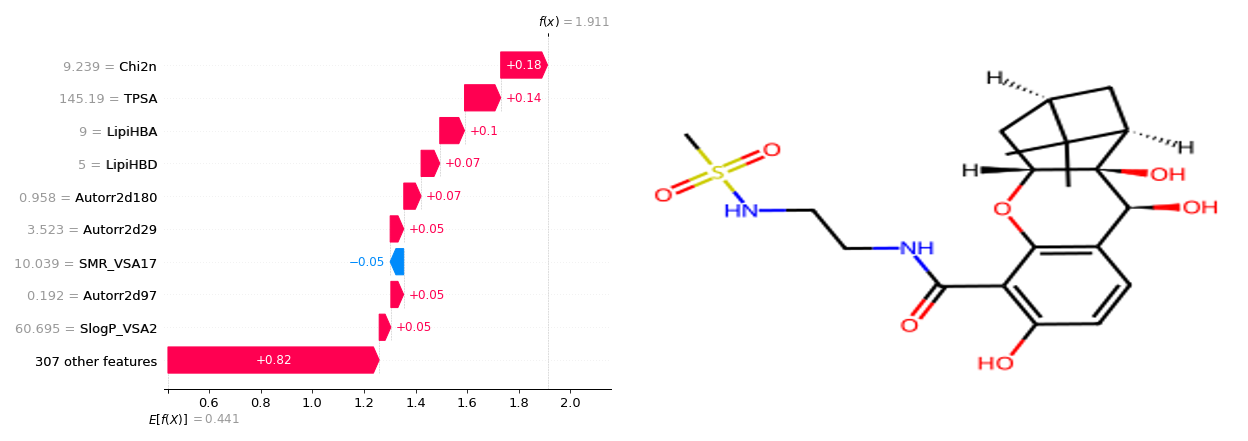 f(x) = 1.911
9.239 = Chi2n
+0.18
145.19 = TPSA
+0.14
9 = LipiHBA
+0.1
5 = LipiHBD
+0.07
0.958 = Autorr2d180
+0.07
3.523 = Autorr2d29
+0.05
10.039 = SMR_VSA17
−0.05
0.192 = Autorr2d97
+0.05
60.695 = SlogP_VSA2
+0.05
307 other features
+0.82
0.6 0.8 1.0 1.2 1.4 1.6 1.8 2.0
E[f(X)] = 0.441
H
H
O
S
O
HN
H
OH
O
OH
NH
O
HO